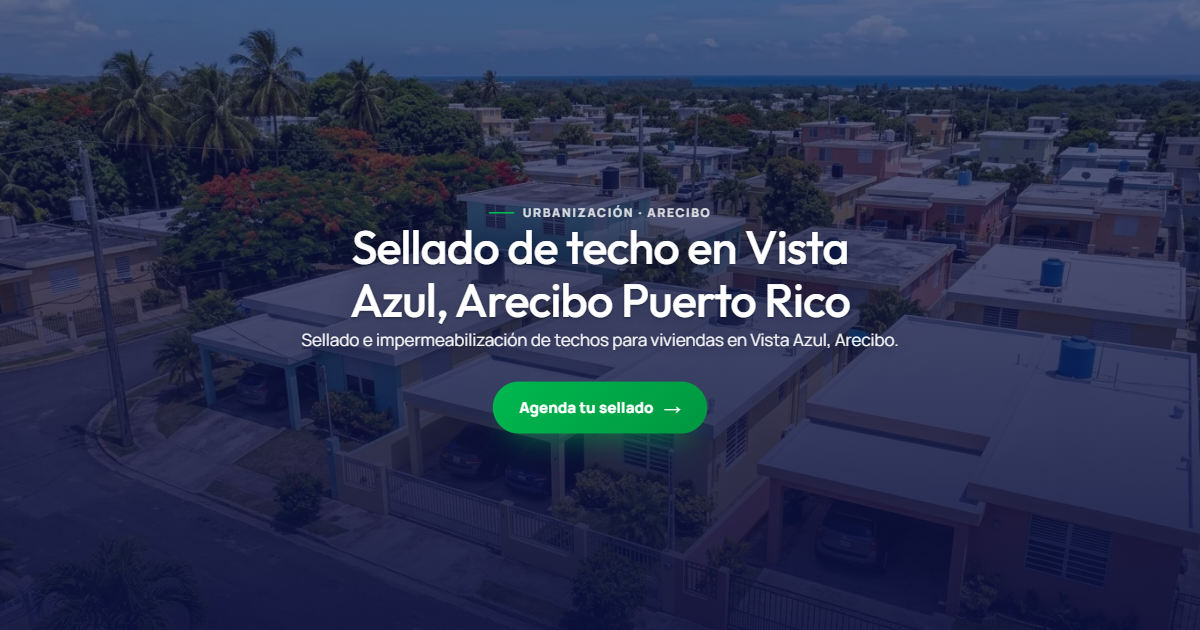 URBANIZACIÓN · ARECIBO
Sellado de techo en Vista
Azul, Arecibo Puerto Rico
Sellado e impermeabilización de techos para viviendas en Vista Azul, Arecibo.
Agenda tu sellado →